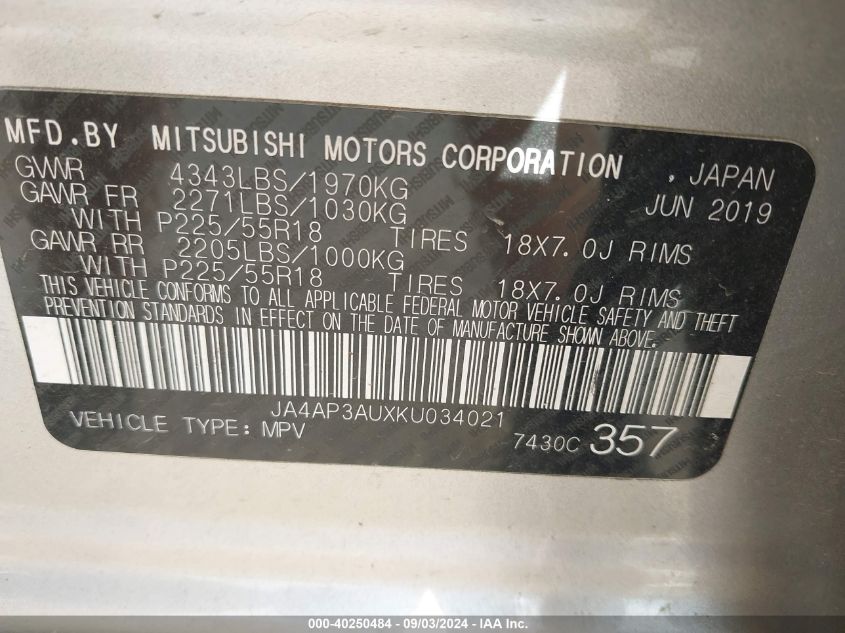 MFD.BY MITSUBISHI MOTORS CORPORATION , JAPAN
GWWR 4343LBS/1970KG JUN 2019
GAWR FR 2271LBS/1030KG
WITH P225/55R18 TIRES 18X7.0J RIMS
GAWR RR 2205LBS/1000KG
WITH P225/55R18 TIRES 18X7.0J RIMS
THIS VEHICLE CONFORMS TO ALL APPLICABLE FEDERAL MOTOR VEHICLE SAFETY AND THEFT
PREVENTION STANDARDS IN EFFECT ON THE DATE OF MANUFACTURE SHOWN ABOVE.
JA4AP3AUXKU034021
VEHICLE TYPE: MPV 7430C 357
000-40250484 - 09/03/2024 - IAA Inc.